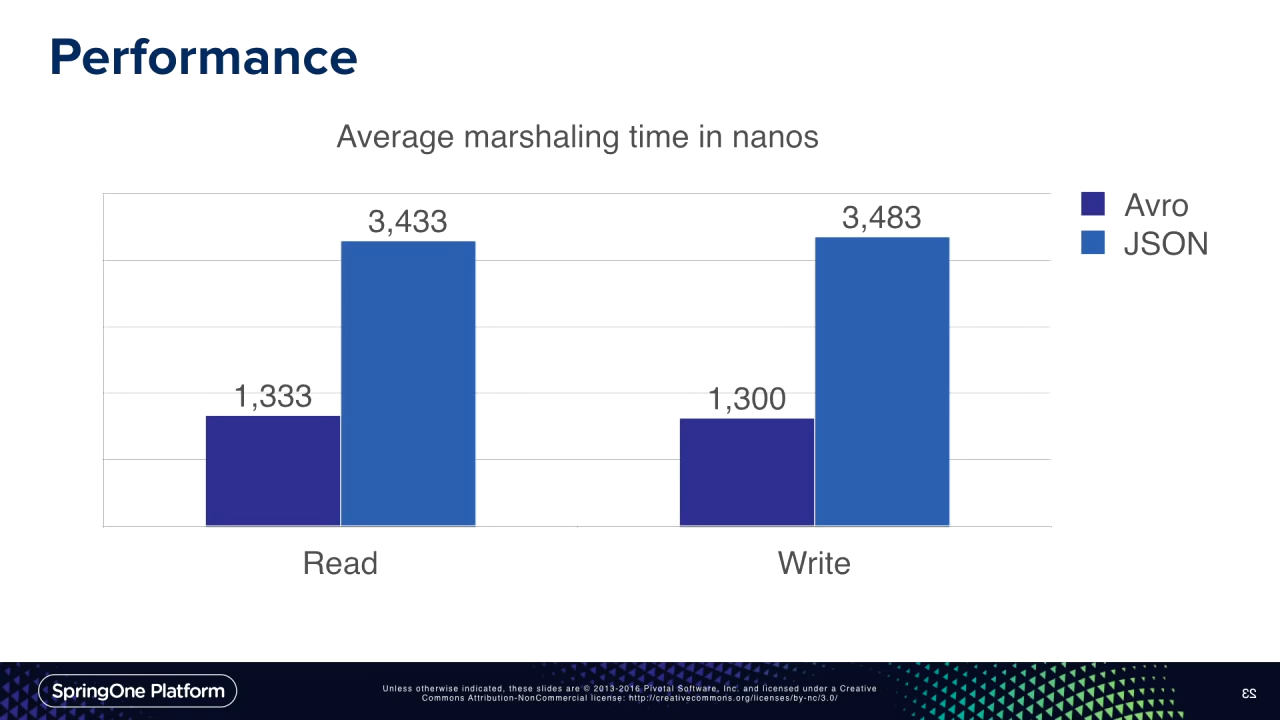 Performance
Average marshaling time in nanos
Avro
JSON
3,433
3,483
1,333
1,300
Read
Write
SpringOne Platform
Unless otherwise indicated, these slides are © 2013-2016 Pivotal Software, Inc. and licensed under a Creative
Commons Attribution-NonCommercial license: http://creativecommons.org/licenses/by-nc/3.0/
23